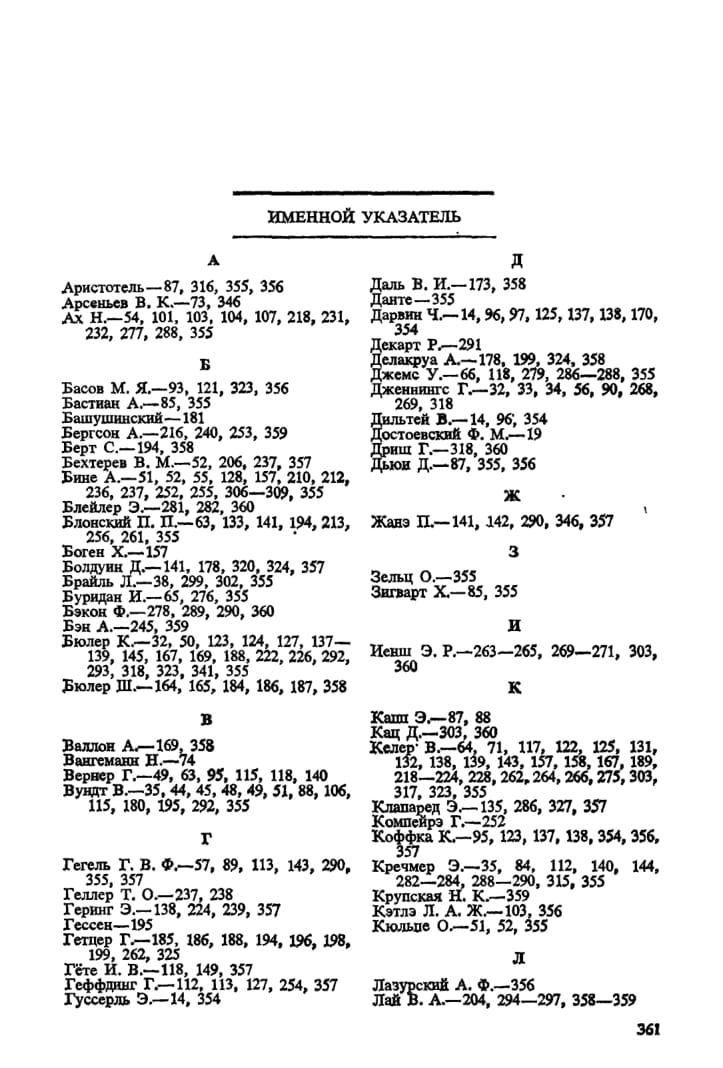 ИМЕННОЙ УКАЗАТЕЛЬ
А
Аристотель—87, 316, 355, 356
Арсеньев В. К.—73, 346
Ах Н.—54, 101, 103, 104, 107, 218, 231,
232, 277, 288, 355
Б
Басов М. Я.—93, 121, 323, 356
Бастиан А.—85, 355
Башушинский—181
Бергсон А.—216, 240, 253, 359
Берт С.—194, 358
Бехтерев В. М.—52, 206, 237, 357
Бине А.—51, 52, 55, 128, 157, 210, 212,
236, 237, 252, 255, 306—309, 355
Блейлер Э.—281, 282, 360
Блонский П. П.—63, 133, 141, 194, 213,
256, 261, 355
Боген Х.—157
Болдуин Д.—141, 178, 320, 324, 357
Брайль Л.—38, 299, 302, 355
Буридан И.—65, 276, 355
Бэкон Ф.—278, 289, 290, 360
Бэн А.—245, 359
Бюлер К.—32, 50, 123, 124, 127, 137—
139, 145, 167, 169, 188, 222, 226, 292,
293, 318, 323, 341, 355
Бюлер Ш.—164, 165, 184, 186, 187, 358
В
Валлон А.—169, 358
Вангеманн Н.—74
Вернер Г.—49, 63, 95, 115, 118, 140
Вундт В.—35, 44, 45, 48, 49, 51, 88, 106,
115, 180, 195, 292, 355
Г
Гегель Г. В. Ф.—57, 89, 113, 143, 290,
355, 357
Геллер Т. О.—237, 238
Геринг Э.—138, 224, 239, 357
Гессен—195
Гетцер Г.—185, 186, 188, 194, 196, 198,
199, 262, 325
Гёте И. В.—118, 149, 357
Геффдинг Г.—112, 113, 127, 254, 357
Гуссерль Э.—14, 354
Д
Даль В. И.—173, 358
Данте—355
Дарвин Ч.—14, 96, 97, 125, 137, 138, 170,
354
Декарт Р.—291
Делакруа А.—178, 199, 324, 358
Джемс У.—66, 118, 279, 286—288, 355
Дженнингс Г.—32, 33, 34, 56, 90, 268,
269, 318
Дильтей В.—14, 96, 354
Достоевский Ф. М.—19
Дриш Г.—318, 360
Дьюи Д.—87, 355, 356
Ж
Жанэ П.—141, 142, 290, 346, 357
З
Зельц О.—355
Зигварт Х.—85, 355
И
Иенш Э. Р.—263—265, 269—271, 303,
360
К
Капп Э.—87, 88
Кац Д.—303, 360
Келер В.—64, 71, 117, 122, 125, 131,
132, 138, 139, 143, 157, 158, 167, 189,
218—224, 228, 262, 264, 266, 275, 303,
317, 323, 355
Клапаред Э.—135, 286, 327, 357
Компейрэ Г.—252
Коффка К.—95, 123, 137, 138, 354, 356,
357
Кречмер Э.—35, 84, 112, 140, 144,
282—284, 288—290, 315, 355
Крупская Н. К.—359
Кэтлэ Л. А. Ж.—103, 356
Кюльпе О.—51, 52, 355
Л
Лазурский А. Ф.—356
Лай В. А.—204, 294—297, 358—359
361